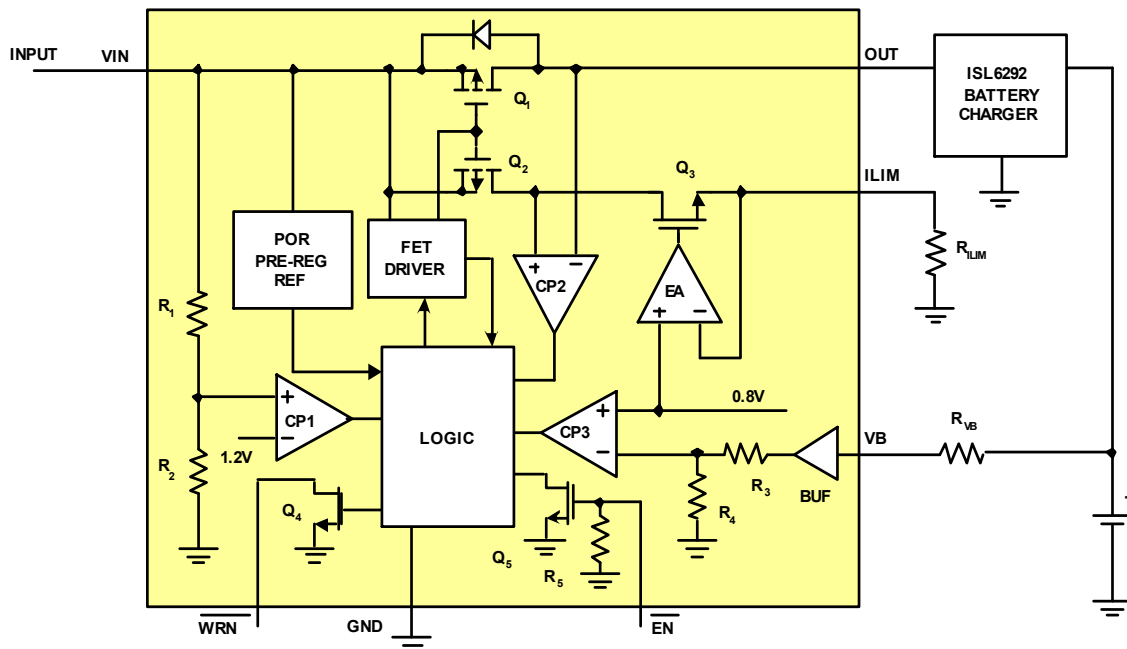 INPUT
VIN
OUT
ISL6292
BATTERY
CHARGER
Q1
Q2
Q3
ILIM
RILIM
POR
PRE-REG
REF
FET
DRIVER
+ −
CP2
EA
+ −
R1
+
CP1
−
1.2V
LOGIC
+
CP3
−
0.8V
VB
RVB
BUF
R3
R4
R2
Q4
Q5
R5
WRN
GND
EN